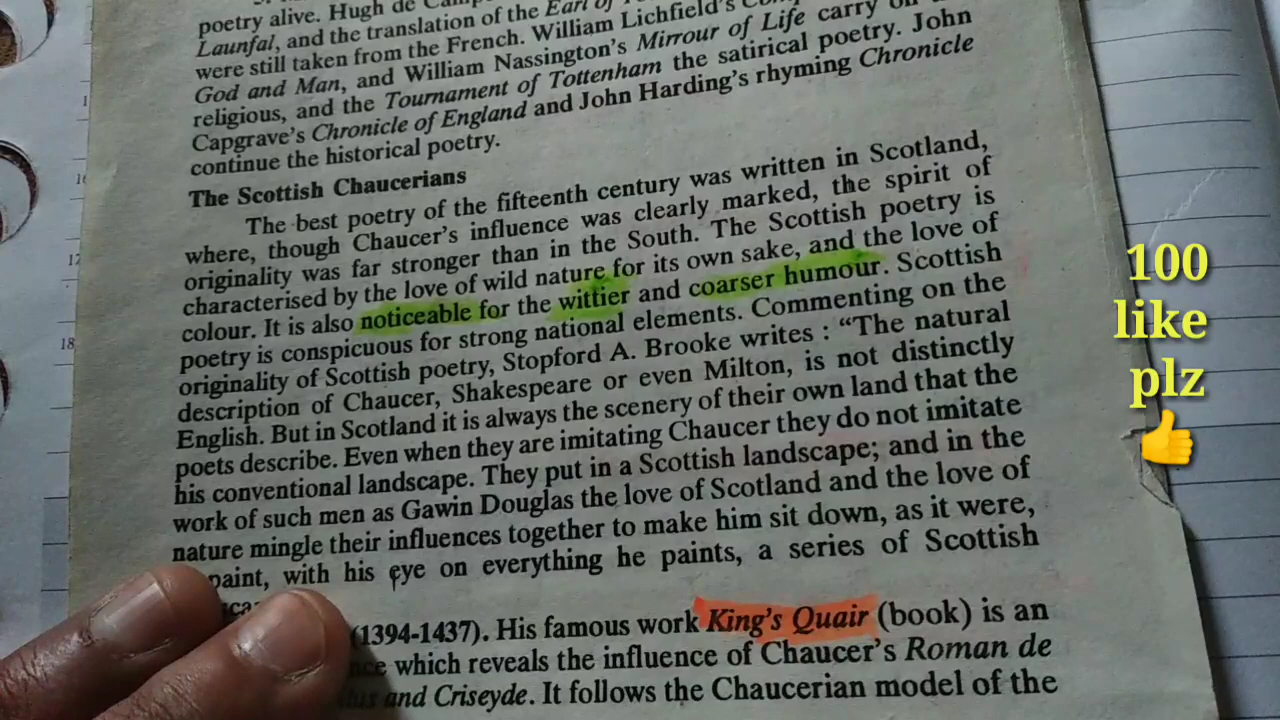 poetry alive. Hugh de
Launfal, and the translation of the Earl of
were still taken from the French. William Lichfield's
God and Man, and William Nassington's Mirrour of Life carry on
religious, and the Tournament of Tottenham the satirical poetry. John
Capgrave's Chronicle of England and John Harding's rhyming Chronicle
continue the historical poetry.
The Scottish Chaucerians
The best poetry of the fifteenth century was written in Scotland,
where, though Chaucer's influence was clearly marked, the spirit of
originality was far stronger than in the South. The Scottish poetry is
characterised by the love of wild nature for its own sake, and the love of
colour. It is also noticeable for the wittier and coarser humour. Scottish
poetry is conspicuous for strong national elements. Commenting on the
originality of Scottish poetry, Stopford A. Brooke writes : “The natural
description of Chaucer, Shakespeare or even Milton, is not distinctly
English. But in Scotland it is always the scenery of their own land that the
poets describe. Even when they are imitating Chaucer they do not imitate
his conventional landscape. They put in a Scottish landscape; and in the
work of such men as Gawin Douglas the love of Scotland and the love of
nature mingle their influences together to make him sit down, as it were,
paint, with his eye on everything he paints, a series of Scottish
(1394-1437). His famous work King's Quair (book) is an
which reveals the influence of Chaucer's Roman de
and Criseyde. It follows the Chaucerian model of the
16
17
18
100
like
plz
👍